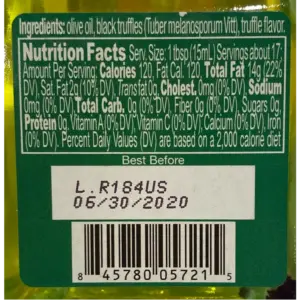 Ingredients: olive oil, black truffles (Tuber melanosporum Vitt), truffle flavor.
Nutrition Facts Serv. Size: 1 tbsp (15mL) Servings about 17,
Amount Per Serving: Calories 120, Fat Cal. 120, Total Fat 14g (22%
DV), Sat. Fat 2g (10% DV), Trans fat 0g, Cholest. 0mg (0% DV), Sodium
0mg (0% DV), Total Carb. 0g (0% DV), Fiber 0g (0% DV), Sugars 0g,
Protein 0g, Vitamin A (0% DV), Vitamin C (0% DV), Calcium (0% DV), Iron
(0% DV). Percent Daily Values (DV) are based on a 2,000 calorie diet
Best Before
L.R184US
06/30/2020
8 45780 05721 5